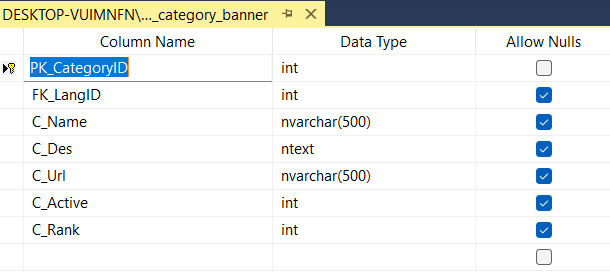 DESKTOP-VUIMNFN\..._category_banner
Column Name Data Type Allow Nulls
PK_CategoryID int
FK_LangID int
C_Name nvarchar(500)
C_Des ntext
C_Url nvarchar(500)
C_Active int
C_Rank int